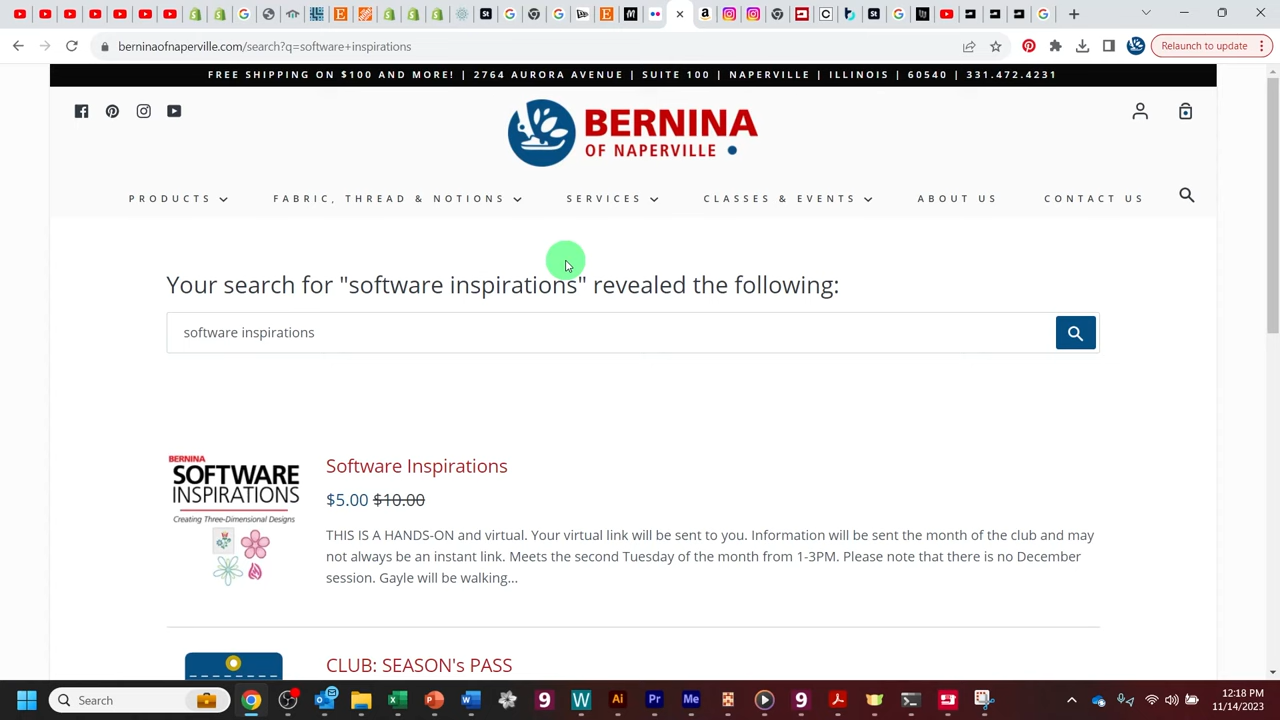 berninaofnaperville.com/search?q=software+inspirations
Relaunch to update
FREE SHIPPING ON $100 AND MORE! | 2764 AURORA AVENUE | SUITE 100 | NAPERVILLE | ILLINOIS | 60540 | 331.472.4231
BERNINA
OF NAPERVILLE
PRODUCTS FABRIC, THREAD & NOTIONS SERVICES CLASSES & EVENTS ABOUT US CONTACT US
Your search for "software inspirations" revealed the following:
software inspirations
BERNINA
SOFTWARE
INSPIRATIONS
Creating Three-Dimensional Designs
Software Inspirations
$5.00 $10.00
THIS IS A HANDS-ON and virtual. Your virtual link will be sent to you. Information will be sent the month of the club and may
not always be an instant link. Meets the second Tuesday of the month from 1-3PM. Please note that there is no December
session. Gayle will be walking...
CLUB: SEASON's PASS
Search
12:18 PM
11/14/2023